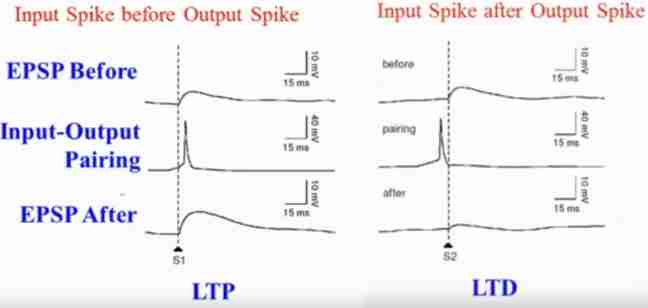 Input Spike before Output Spike
EPSP Before
10 mV
15 ms
Input-Output
Pairing
40 mV
15 ms
EPSP After
10 mV
15 ms
S1
LTP
Input Spike after Output Spike
before
10 mV
15 ms
pairing
40 mV
15 ms
after
10 mV
15 ms
S2
LTD